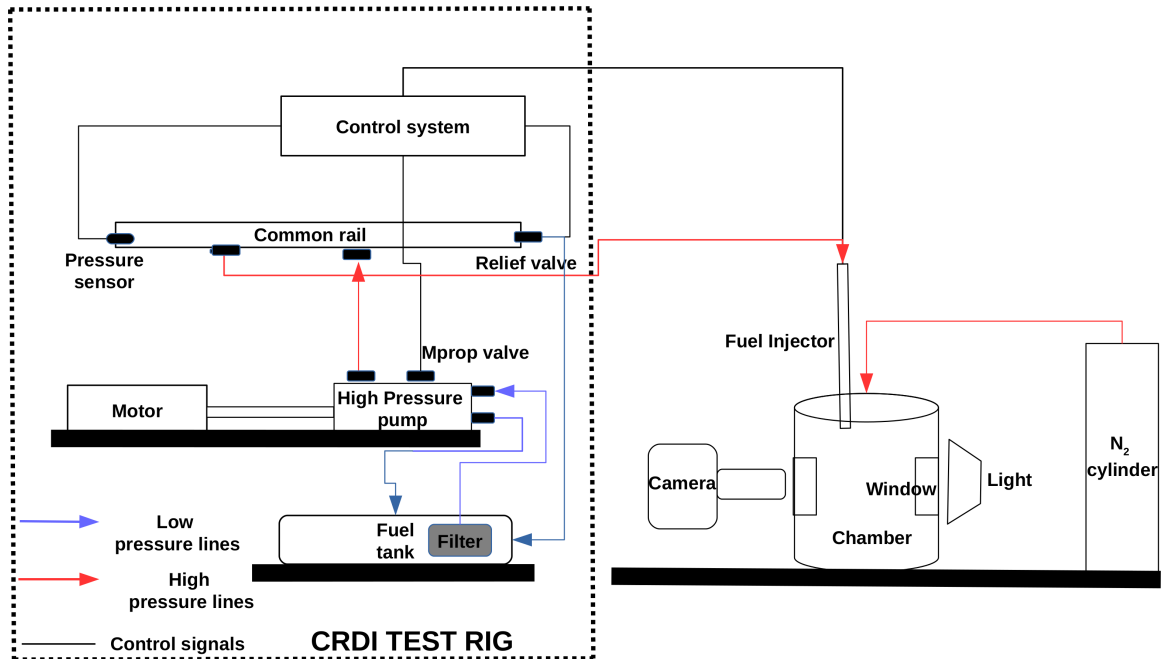 Control system
Common rail
Pressure
sensor
Relief valve
Mprop valve
Motor
High Pressure
pump
Fuel
tank
Filter
Low
pressure lines
High
pressure lines
Control signals
CRDI TEST RIG
Fuel Injector
Camera
Window
Light
Chamber
N2
cylinder